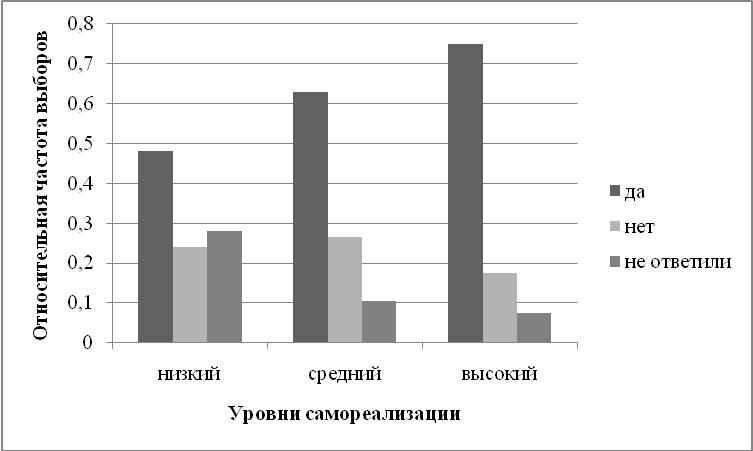 Относительная частота выборов
0,8
0,7
0,6
0,5
0,4
0,3
0,2
0,1
0
низкий средний высокий
Уровни самореализации
да
нет
не ответили